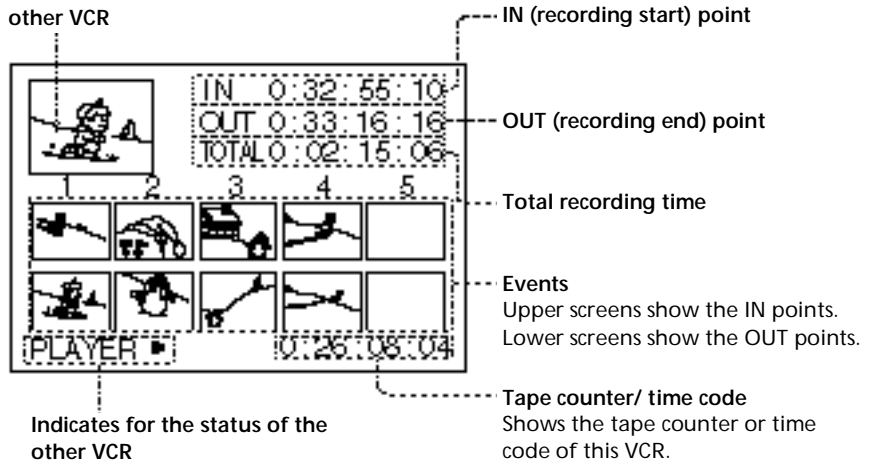 other VCR
IN (recording start) point
IN 0:32:55:10
OUT 0:33:16:16
OUT (recording end) point
TOTAL 0:02:15:06
Total recording time
1 2 3 4 5
Events
Upper screens show the IN points.
Lower screens show the OUT points.
PLAYER 0:26:08:04
Tape counter/ time code
Shows the tape counter or time
code of this VCR.
Indicates for the status of the
other VCR